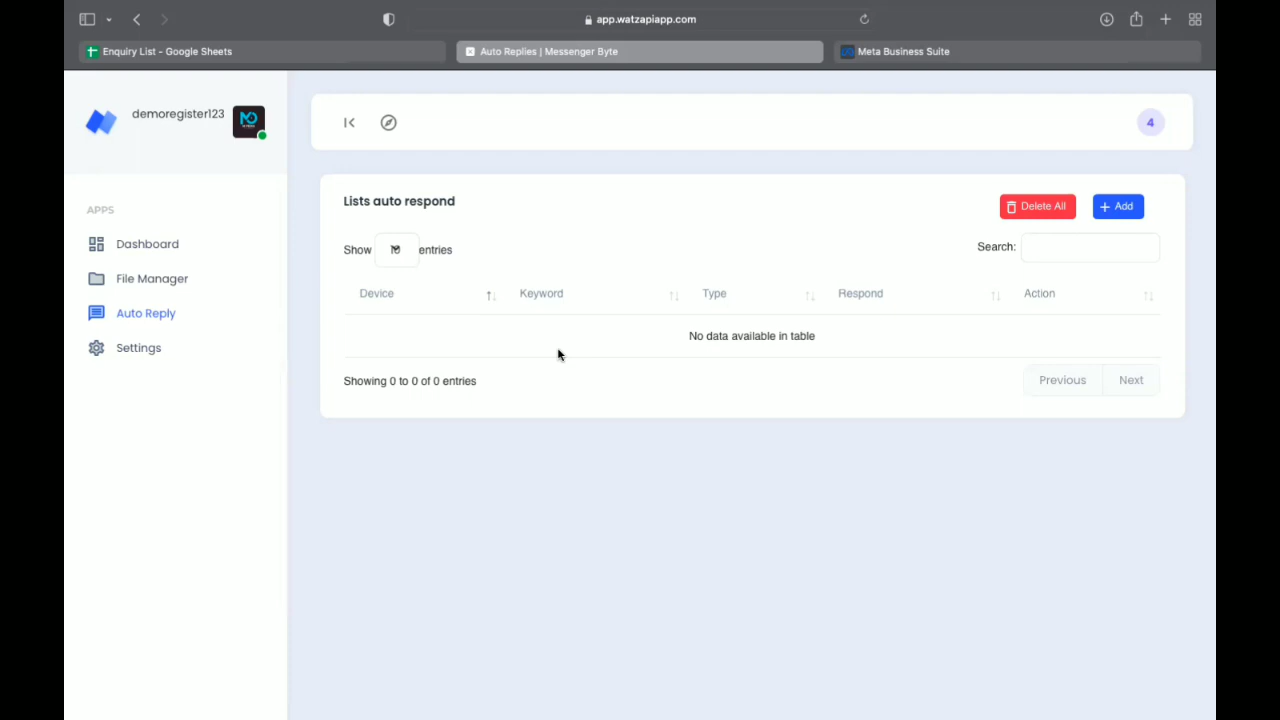 app.watzapiapp.com
Enquiry List - Google Sheets
Auto Replies | Messenger Byte
Meta Business Suite
demoregister123
4
APPS
Dashboard
File Manager
Auto Reply
Settings
Lists auto respond
Delete All
+ Add
Show 10 entries
Search:
Device Keyword Type Respond Action
No data available in table
Showing 0 to 0 of 0 entries
Previous Next